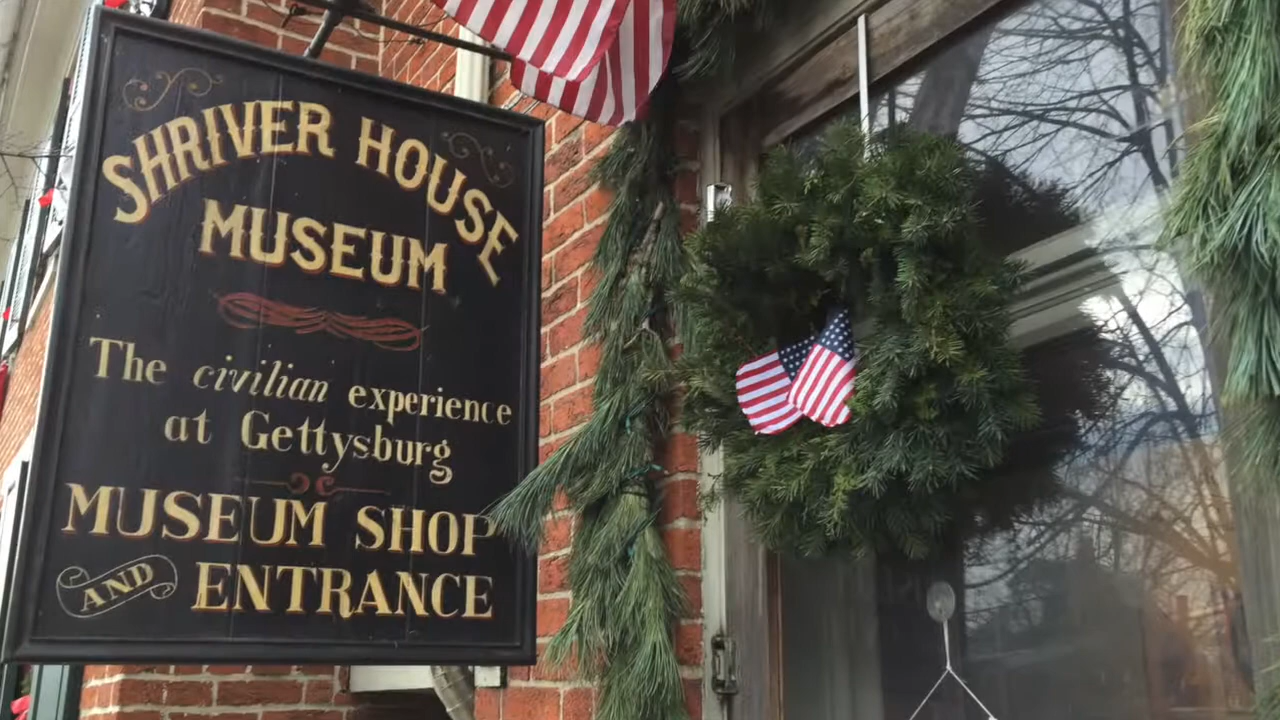 SHRIVER HOUSE
MUSEUM
The civilian experience
at Gettysburg
MUSEUM SHOP
AND ENTRANCE